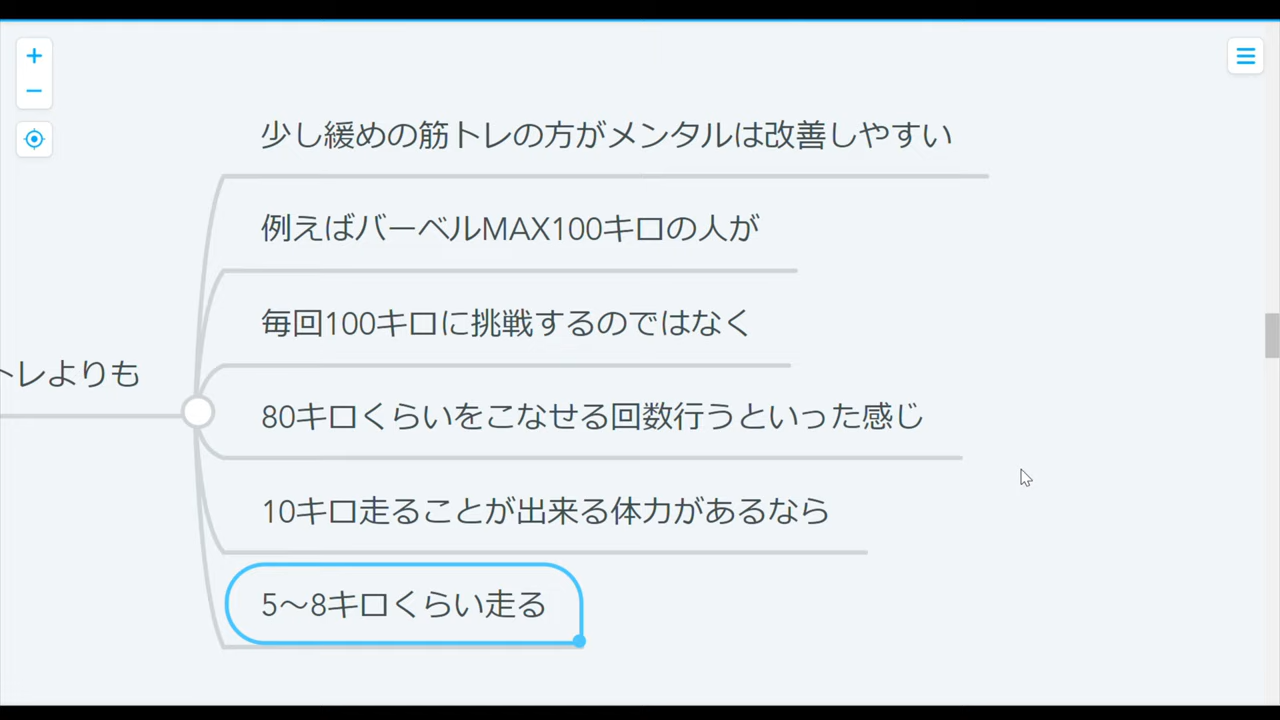 少し緩めの筋トレの方がメンタルは改善しやすい
例えばバーベルMAX100キロの人が
毎回100キロに挑戦するのではなく
トレよりも
80キロくらいをこなせる回数行うといった感じ
10キロ走ることが出来る体力があるなら
5〜8キロくらい走る